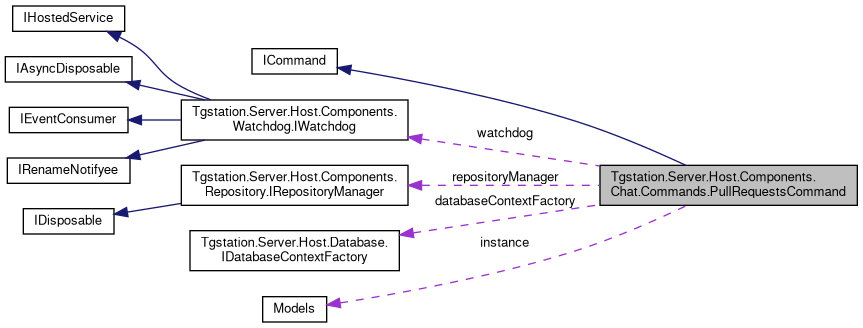 IHostedService
ICommand
IAsyncDisposable
Tgstation.Server.Host.Components.
Watchdog.IWatchdog
IEventConsumer
watchdog
IRenameNotifyee
repositoryManager
Tgstation.Server.Host.Components.
Chat.Commands.PullRequestsCommand
Tgstation.Server.Host.Components.
Repository.IRepositoryManager
databaseContextFactory
IDisposable
Tgstation.Server.Host.Database.
IDatabaseContextFactory
instance
Models